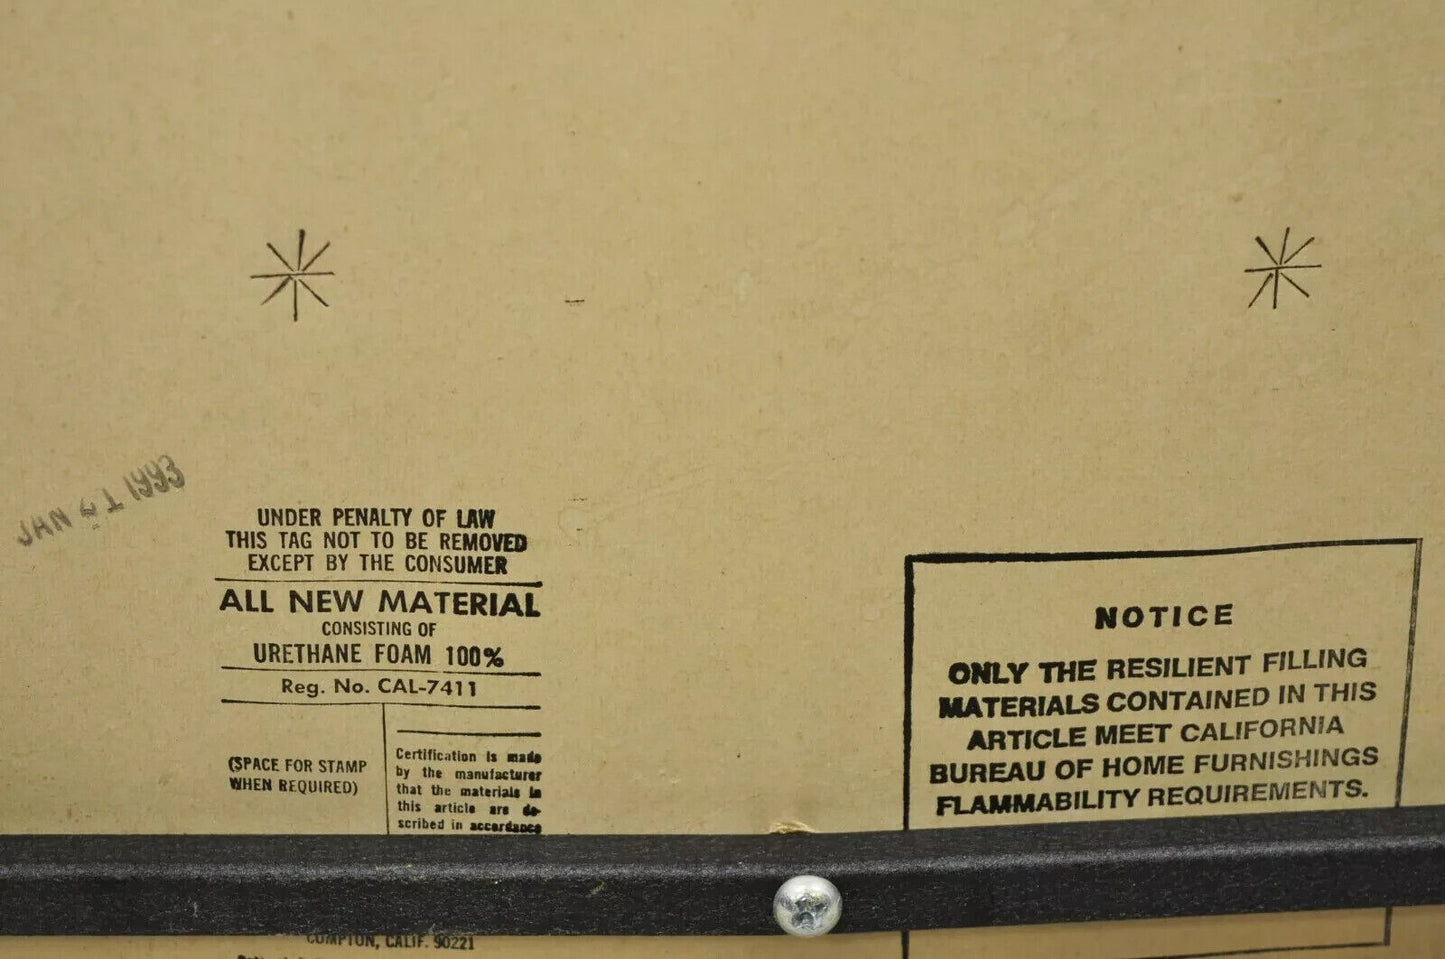 JAN 1993
UNDER PENALTY OF LAW
THIS TAG NOT TO BE REMOVED
EXCEPT BY THE CONSUMER
ALL NEW MATERIAL
CONSISTING OF
URETHANE FOAM 100%
Reg. No. CAL-7411
(SPACE FOR STAMP
WHEN REQUIRED)
Certification is made
by the manufacturer
that the materials in
this article are de-
scribed in accordance
COMPTON, CALIF. 90221
NOTICE
ONLY THE RESILIENT FILLING
MATERIALS CONTAINED IN THIS
ARTICLE MEET CALIFORNIA
BUREAU OF HOME FURNISHINGS
FLAMMABILITY REQUIREMENTS.